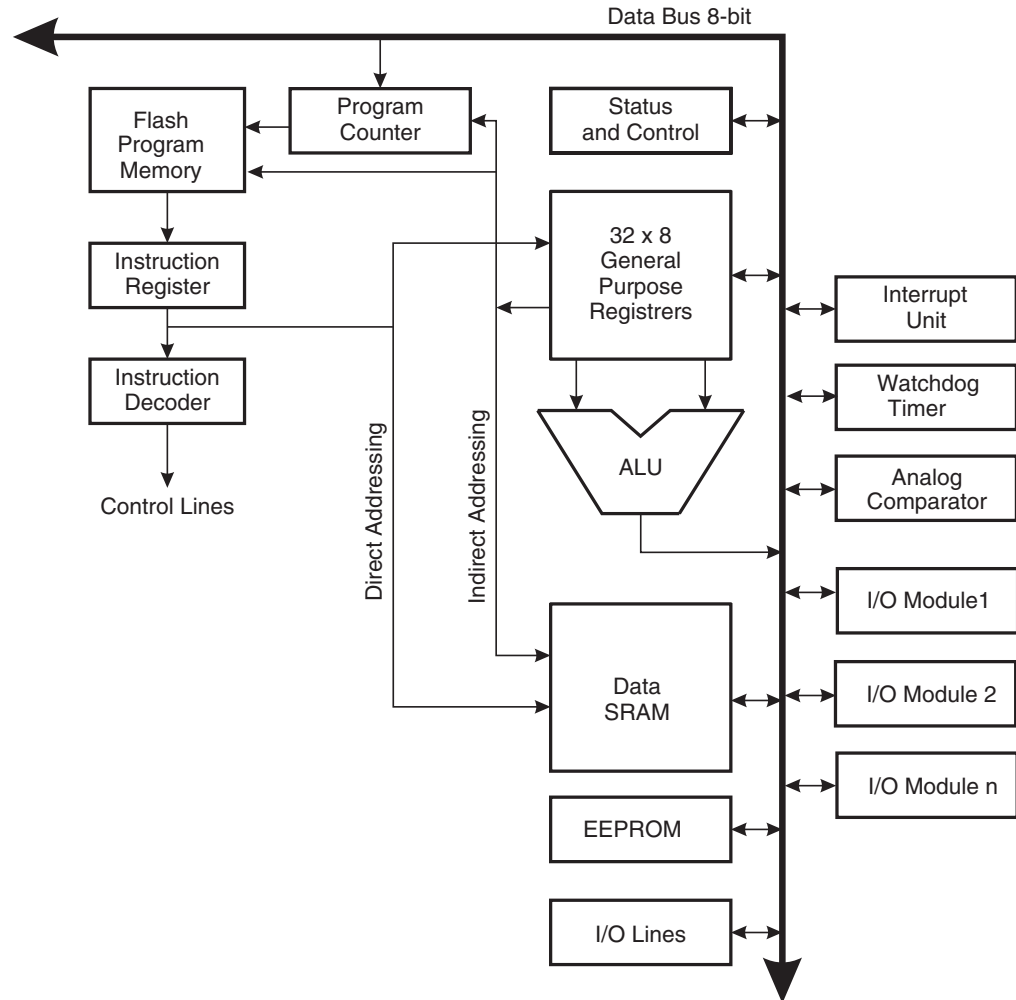 Data Bus 8-bit
Flash
Program
Memory
Program
Counter
Status
and Control
Instruction
Register
32 x 8
General
Purpose
Registrers
Interrupt
Unit
Instruction
Decoder
Watchdog
Timer
Control Lines
Direct Addressing
Indirect Addressing
ALU
Analog
Comparator
I/O Module1
Data
SRAM
I/O Module 2
I/O Module n
EEPROM
I/O Lines